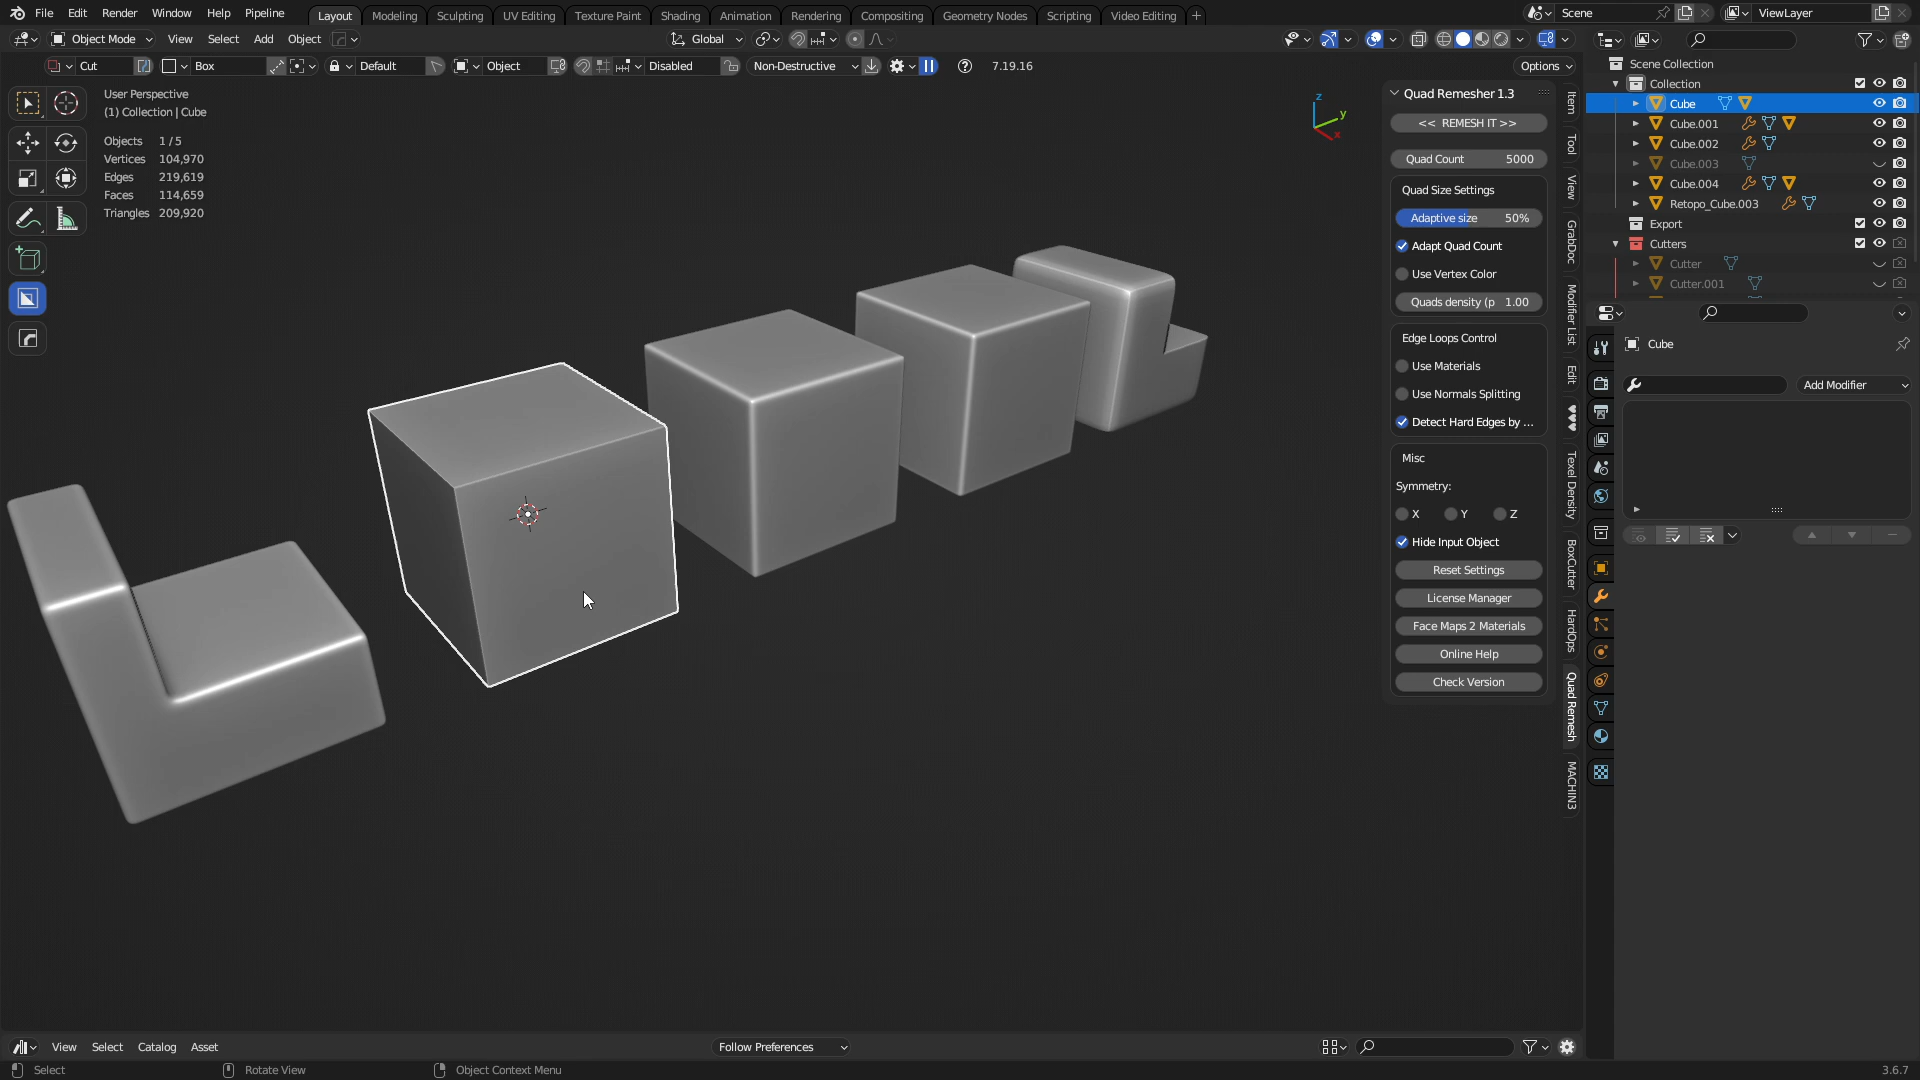 File Edit Render Window Help Pipeline Layout Modeling Sculpting UV Editing Texture Paint Shading Animation Rendering Compositing Geometry Nodes Scripting Video Editing + Scene ViewLayer
Object Mode View Select Add Object Global
Cut Box Default Object Disabled Non-Destructive 7.19.16 Options
User Perspective
(1) Collection | Cube
Objects 1/5
Vertices 104,970
Edges 219,619
Faces 114,659
Triangles 209,920
z
y
x
Quad Remesher 1.3
<< REMESH IT >>
Quad Count 5000
Quad Size Settings
Adaptive size 50%
Adapt Quad Count
Use Vertex Color
Quads density (p 1.00
Edge Loops Control
Use Materials
Use Normals Splitting
Detect Hard Edges by ...
Misc
Symmetry:
X Y Z
Hide Input Object
Reset Settings
License Manager
Face Maps 2 Materials
Online Help
Check Version
Item
Tool
View
GrabDoc
Modifier List
Edit
♥♥♥
Texel Density
BoxCutter
HardOps
Quad Remesh
MACHIN3
Scene Collection
Collection
Cube
Cube.001
Cube.002
Cube.003
Cube.004
Retopo_Cube.003
Export
Cutters
Cutter
Cutter.001
Cube
Add Modifier
View Select Catalog Asset Follow Preferences
Select Rotate View Object Context Menu 3.6.7